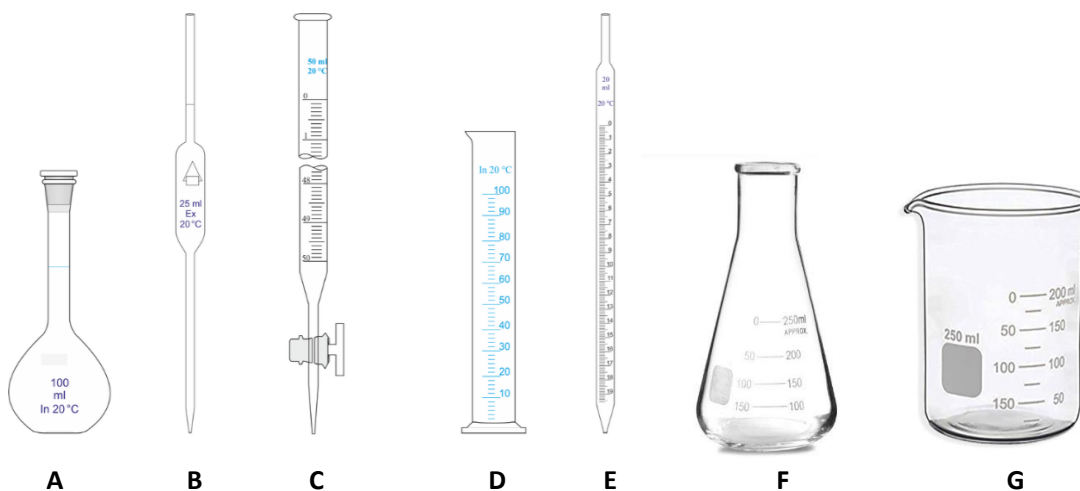 100
ml
In 20 °C
25 ml
Ex
20 °C
50 ml
20 °C
0
1
48
49
50
In 20 °C
100
90
80
70
60
50
40
30
20
10
20
ml
20 °C
0
1
2
3
4
5
6
7
8
9
10
11
12
13
14
15
16
17
18
19
0 250ml
APPROX.
50 200
100 150
150 100
250 ml
0 200 ml
APPROX.
50 150
100 100
150 50
A B C D E F G